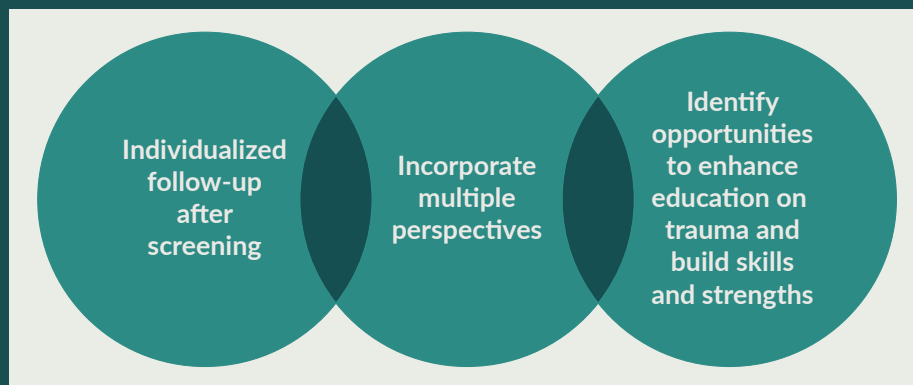 Individualized
follow-up
after
screening
Incorporate
multiple
perspectives
Identify
opportunities
to enhance
education on
trauma and
build skills
and strengths